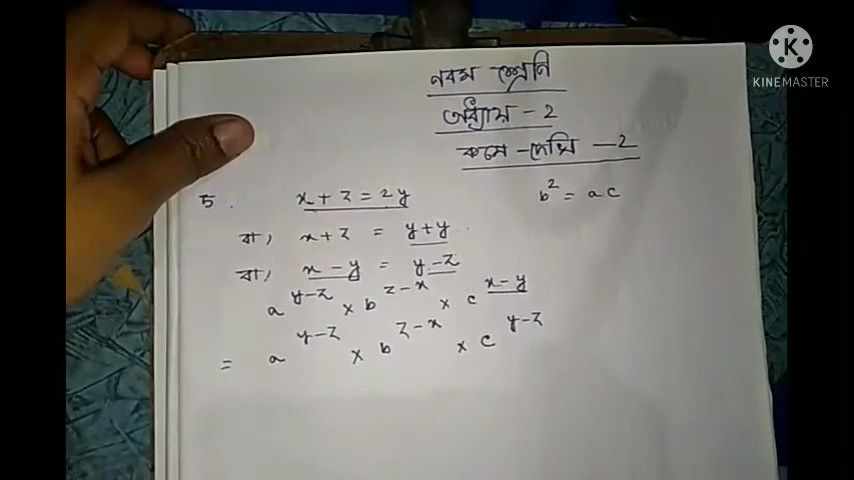 K
KINEMASTER
নবম শ্রেণি
অধ্যায় - 2
কষে - দেখি - 2
5. x + z = 2y b² = ac
বা, x + z = y + y
বা, x - y = y - z
a^{y-z} × b^{z-x} × c^{x-y}
= a^{y-z} × b^{z-x} × c^{y-z}